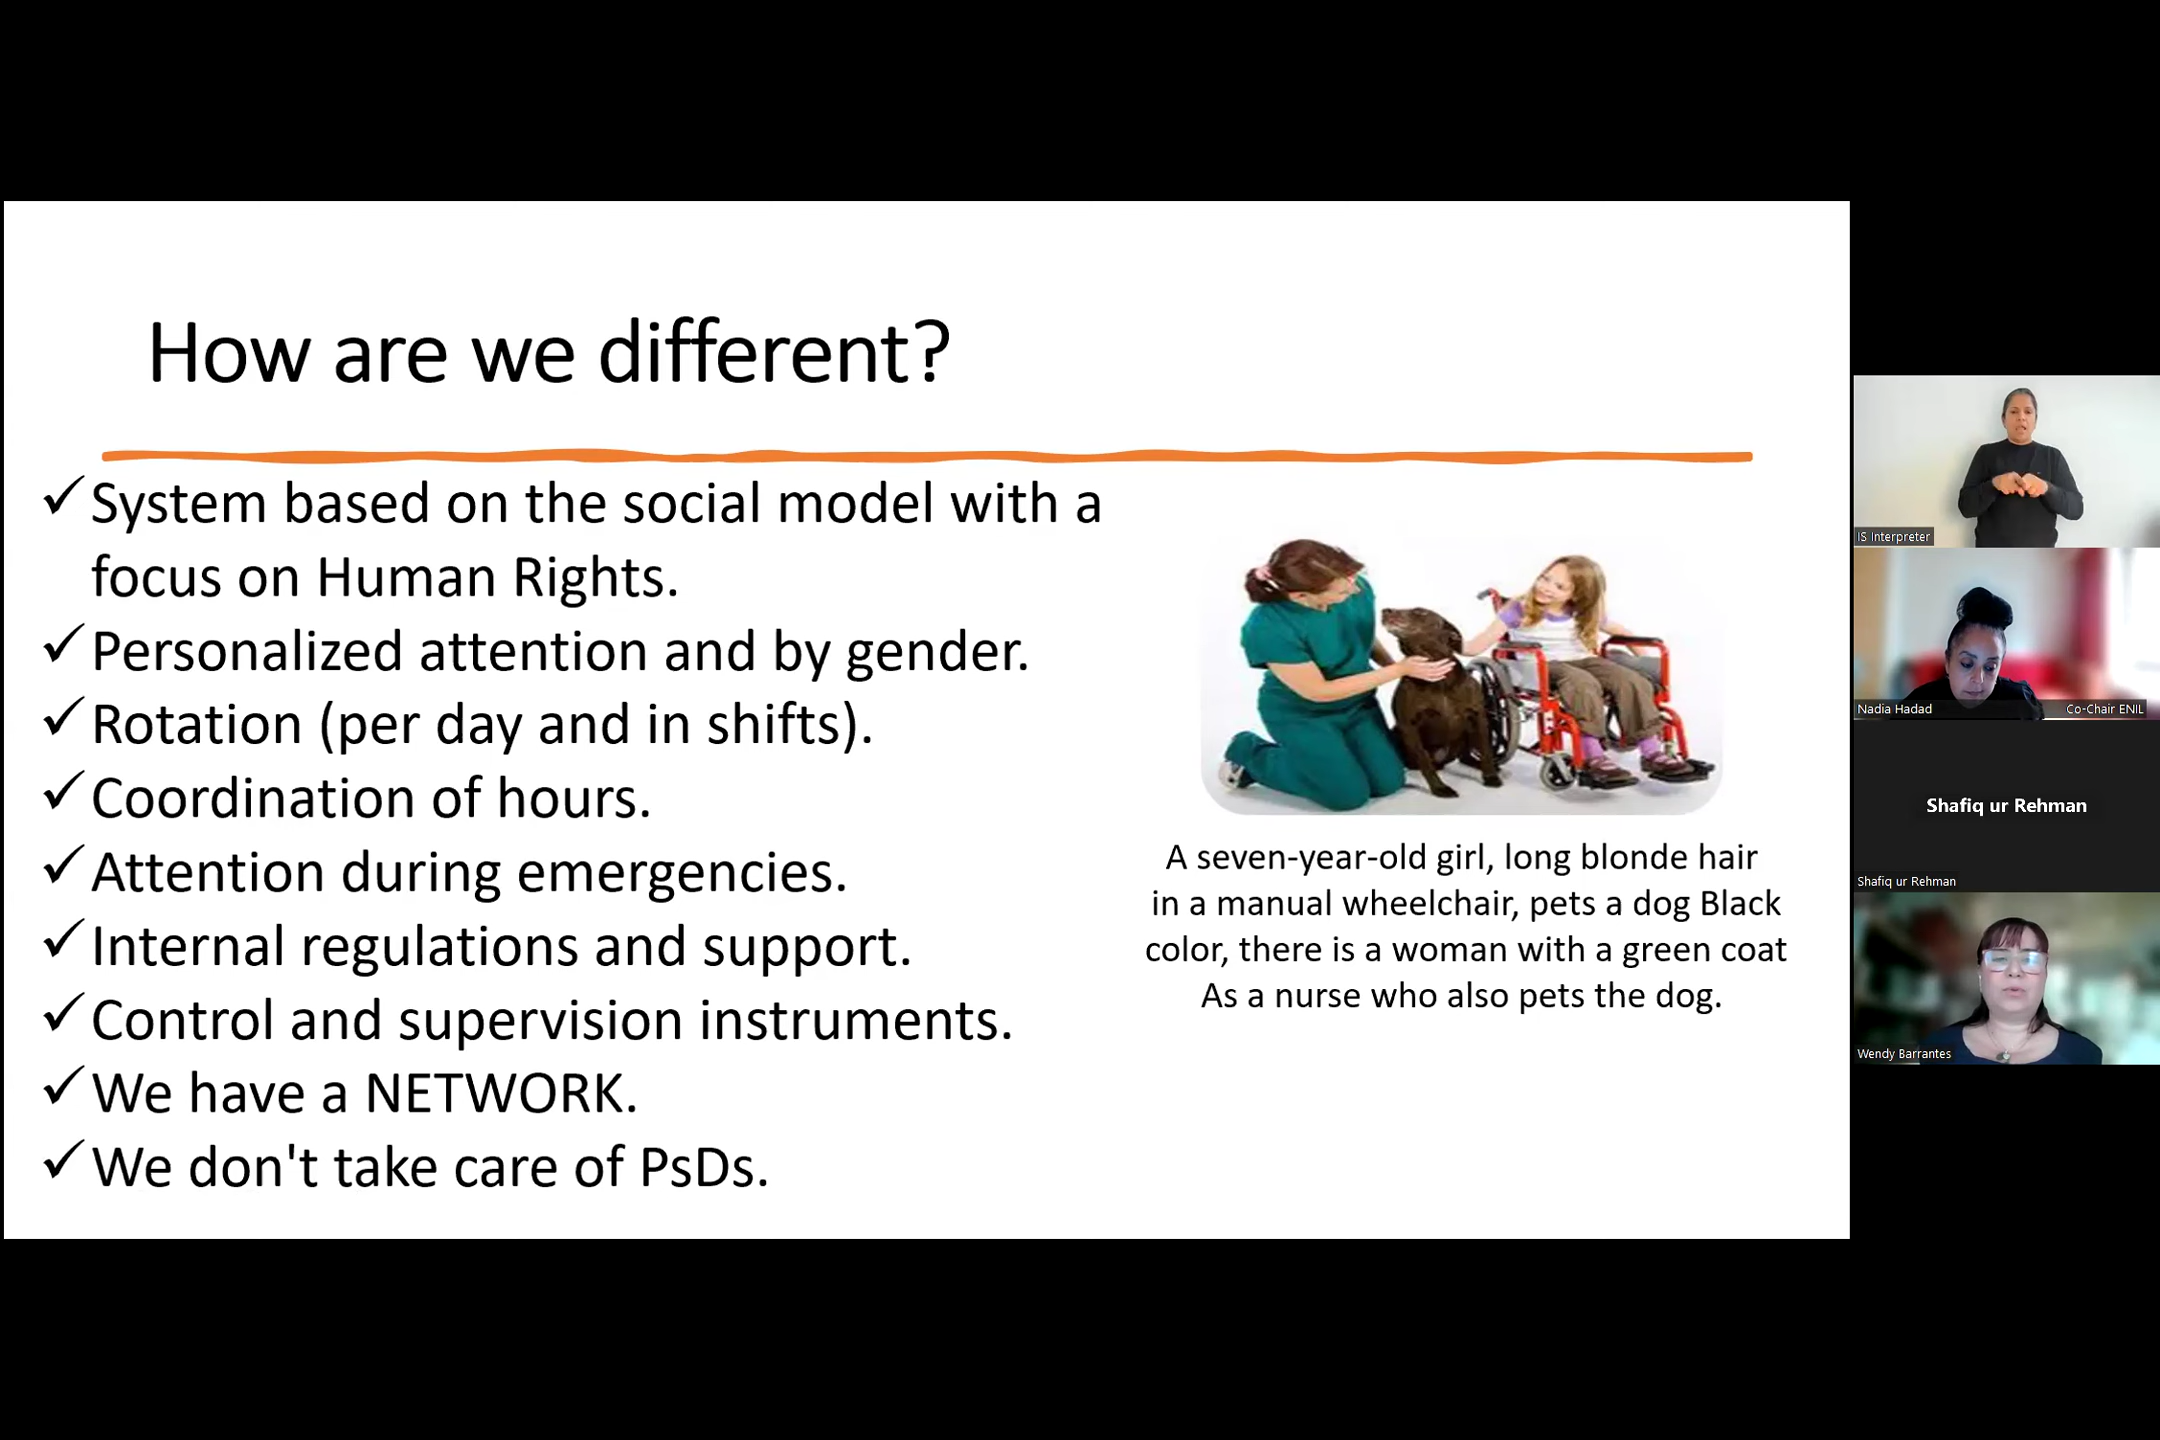 How are we different?
✓System based on the social model with a
focus on Human Rights.
✓Personalized attention and by gender.
✓Rotation (per day and in shifts).
✓Coordination of hours.
✓Attention during emergencies.
✓Internal regulations and support.
✓Control and supervision instruments.
✓We have a NETWORK.
✓We don't take care of PsDs.
A seven-year-old girl, long blonde hair
in a manual wheelchair, pets a dog Black
color, there is a woman with a green coat
As a nurse who also pets the dog.
IS Interpreter
Nadia Hadad Co-Chair ENIL
Shafiq ur Rehman
Shafiq ur Rehman
Wendy Barrantes